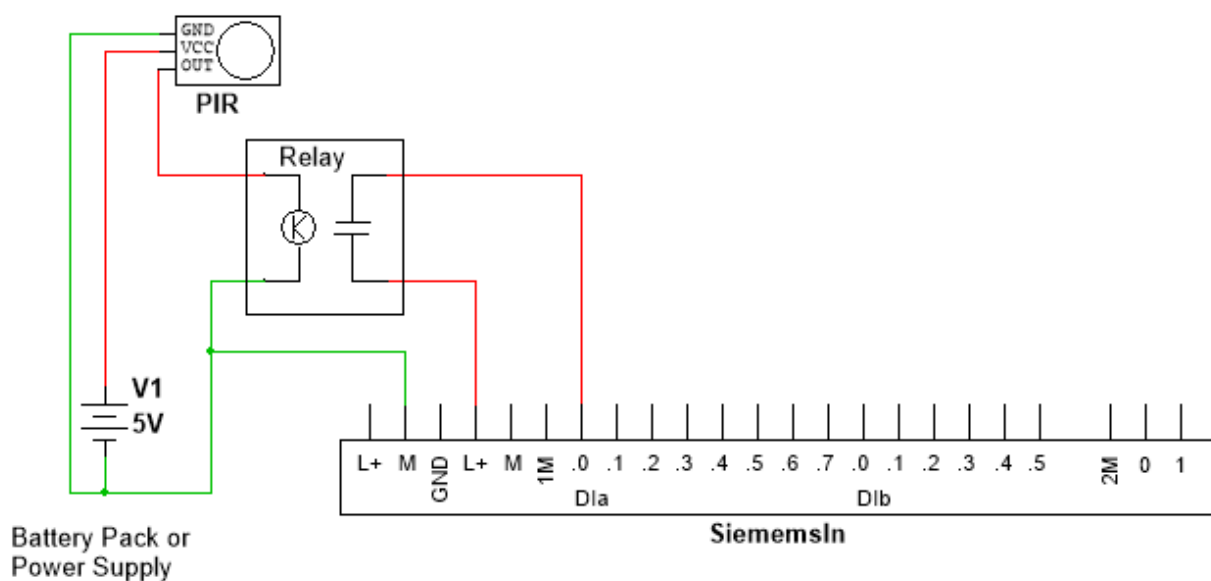 GND
VCC
OUT
PIR
Relay
V1
5V
L+ M GND L+ M 1M .0 .1 .2 .3 .4 .5 .6 .7 .0 .1 .2 .3 .4 .5 2M 0 1
DIa DIb
SiememsIn
Battery Pack or
Power Supply